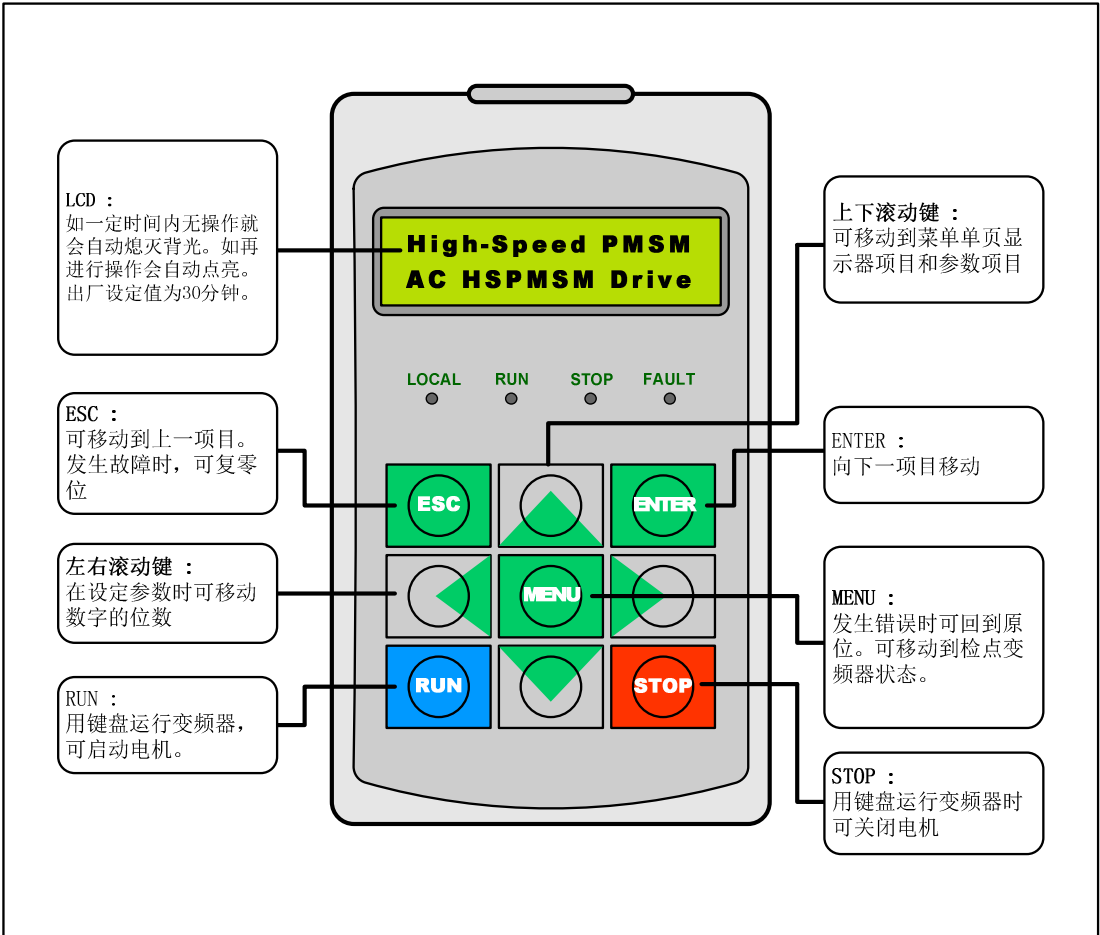 LCD :
如一定时间内无操作就
会自动熄灭背光。如再
进行操作会自动点亮。
出厂设定值为30分钟。
ESC :
可移动到上一项目。
发生故障时，可复零
位
左右滚动键 :
在设定参数时可移动
数字的位数
RUN :
用键盘运行变频器，
可启动电机。
High-Speed PMSM
AC HSPMSM Drive
LOCAL RUN STOP FAULT
ESC ENTER
MENU
RUN STOP
上下滚动键 :
可移动到菜单单页显
示器项目和参数项目
ENTER :
向下一项目移动
MENU :
发生错误时可回到原
位。可移动到检点变
频器状态。
STOP :
用键盘运行变频器时
可关闭电机